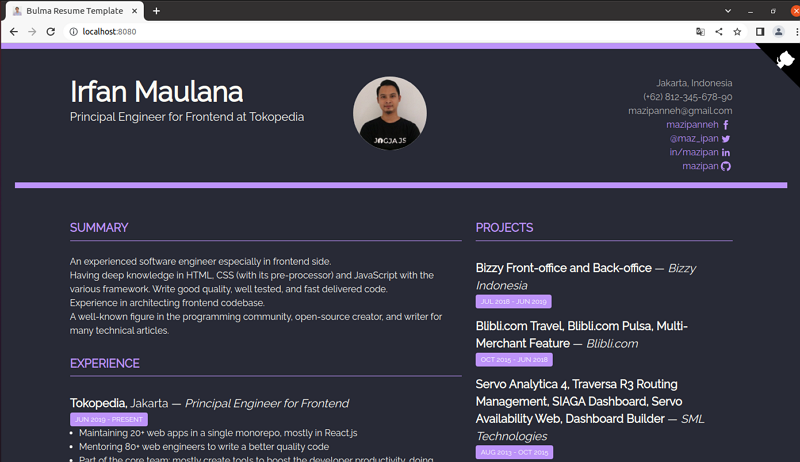 Bulma Resume Template
localhost:8080
Irfan Maulana
Principal Engineer for Frontend at Tokopedia
JOGJAJS
Jakarta, Indonesia
(+62) 812-345-678-90
mazipanneh@gmail.com
mazipanneh
@maz_ipan
in/mazipan
mazipan
SUMMARY
An experienced software engineer especially in frontend side.
Having deep knowledge in HTML, CSS (with its pre-processor) and JavaScript with the
various framework. Write good quality, well tested, and fast delivered code.
Experience in architecting frontend codebase.
A well-known figure in the programming community, open-source creator, and writer for
many technical articles.
EXPERIENCE
Tokopedia, Jakarta — Principal Engineer for Frontend
JUN 2019 - PRESENT
Maintaining 20+ web apps in a single monorepo, mostly in React.js
Mentoring 80+ web engineers to write a better quality code
Part of the core team: mostly create tools to boost the developer productivity, doing
PROJECTS
Bizzy Front-office and Back-office — Bizzy
Indonesia
JUL 2018 - JUN 2019
Blibli.com Travel, Blibli.com Pulsa, Multi-
Merchant Feature — Blibli.com
OCT 2015 - JUN 2018
Servo Analytica 4, Traversa R3 Routing
Management, SIAGA Dashboard, Servo
Availability Web, Dashboard Builder — SML
Technologies
AUG 2013 - OCT 2015